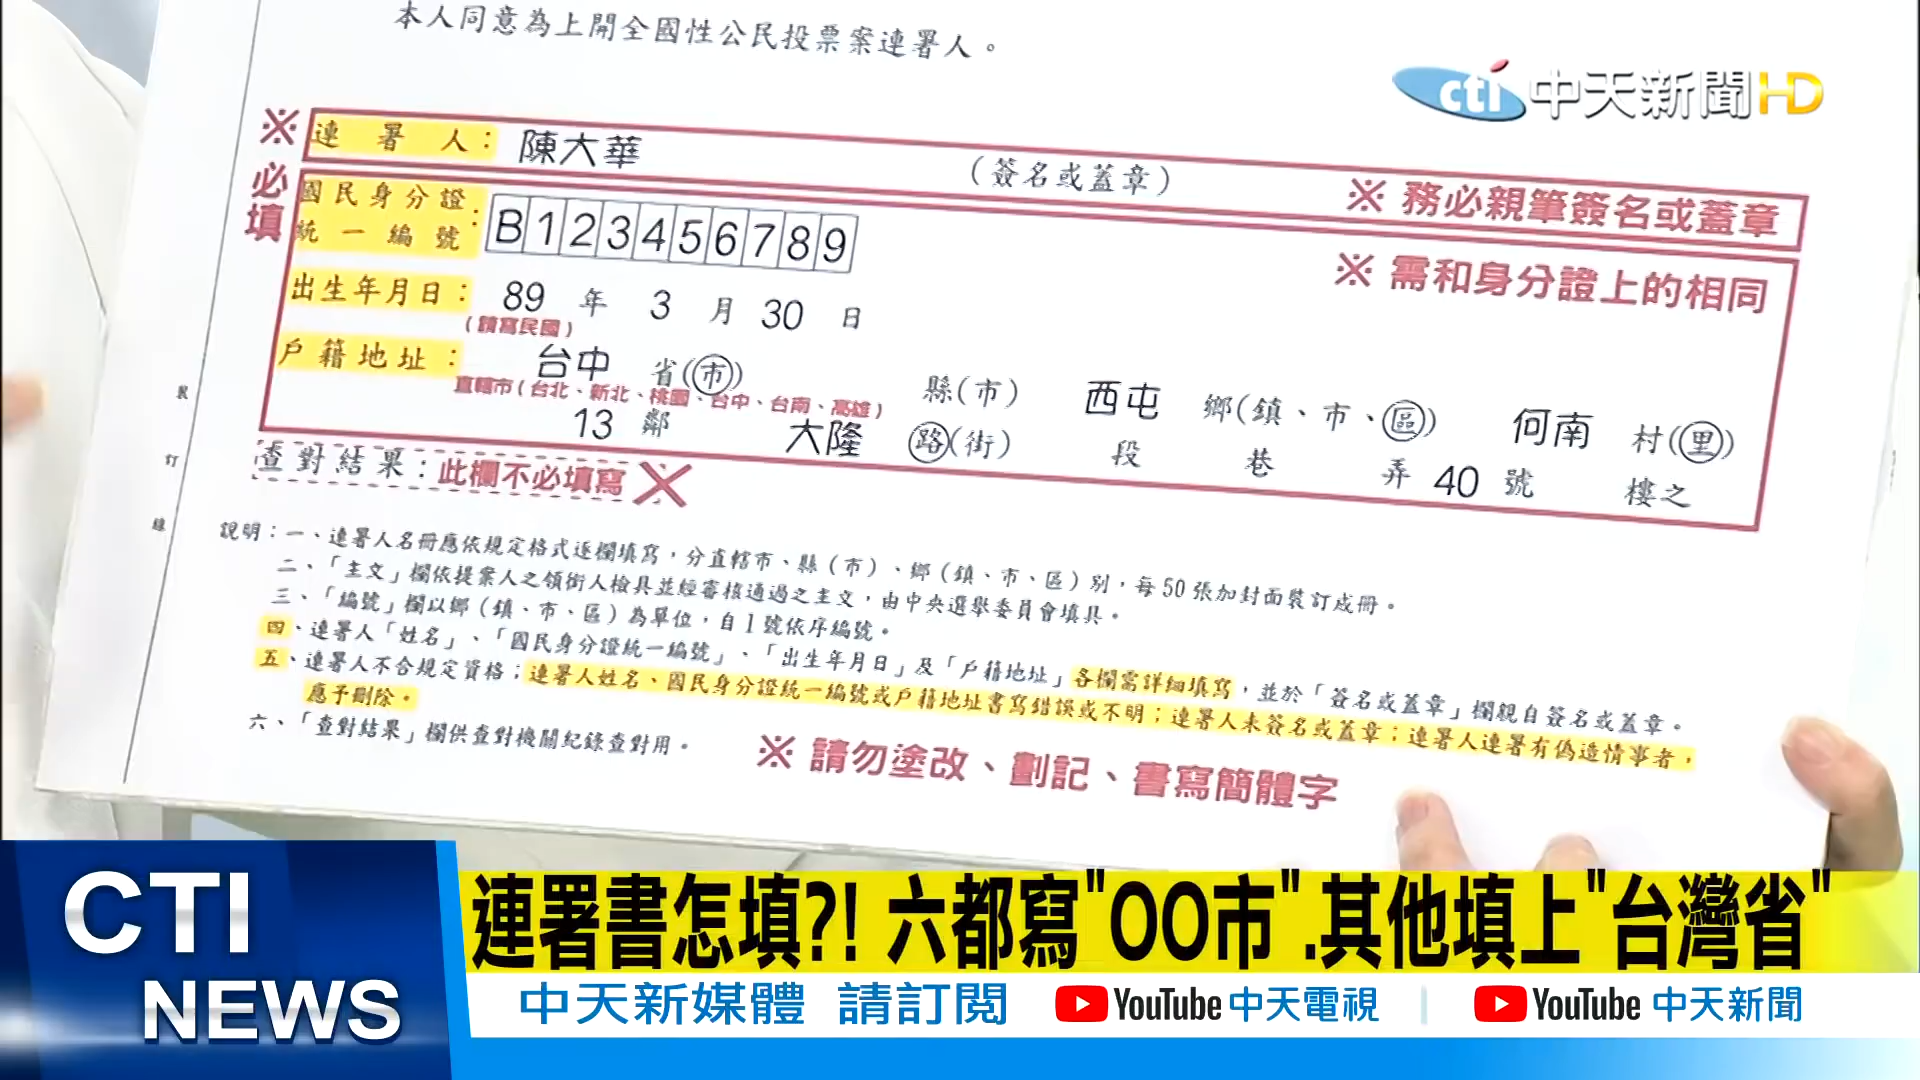 本人同意為上開全國性公民投票案連署人。
cti 中天新聞HD
※必填
連署人： 陳大華 （簽名或蓋章） ※ 務必親筆簽名或蓋章
國民身分證統一編號： B123456789
※ 需和身分證上的相同
出生年月日： 89 年 3 月 30 日
（請寫民國）
戶籍地址： 台中 省(市) 縣(市) 西屯 鄉(鎮、市、區) 何南 村(里)
直轄市（台北、新北、桃園、台中、台南、高雄）
13 鄰 大隆 路(街) 段 巷 弄 40 號 樓之
查對結果：此欄不必填寫
裝
訂
線
說明：一、連署人名冊應依規定格式逐欄填寫，分直轄市、縣（市）、鄉（鎮、市、區）別，每50張加封面裝訂成冊。
二、「主文」欄依提案人之領銜人檢具並經審核通過之主文，由中央選舉委員會填具。
三、「編號」欄以鄉（鎮、市、區）為單位，自1號依序編號。
四、連署人「姓名」、「國民身分證統一編號」、「出生年月日」及「戶籍地址」各欄需詳細填寫，並於「簽名或蓋章」欄親自簽名或蓋章。
五、連署人不合規定資格；連署人姓名、國民身分證統一編號或戶籍地址書寫錯誤或不明；連署人未簽名或蓋章；連署人連署有偽造情事者，
應予刪除。
六、「查對結果」欄供查對機關紀錄查對用。
※ 請勿塗改、劃記、書寫簡體字
CTI NEWS
連署書怎填?! 六都寫"OO市".其他填上"台灣省"
中天新媒體 請訂閱 YouTube 中天電視 | YouTube 中天新聞